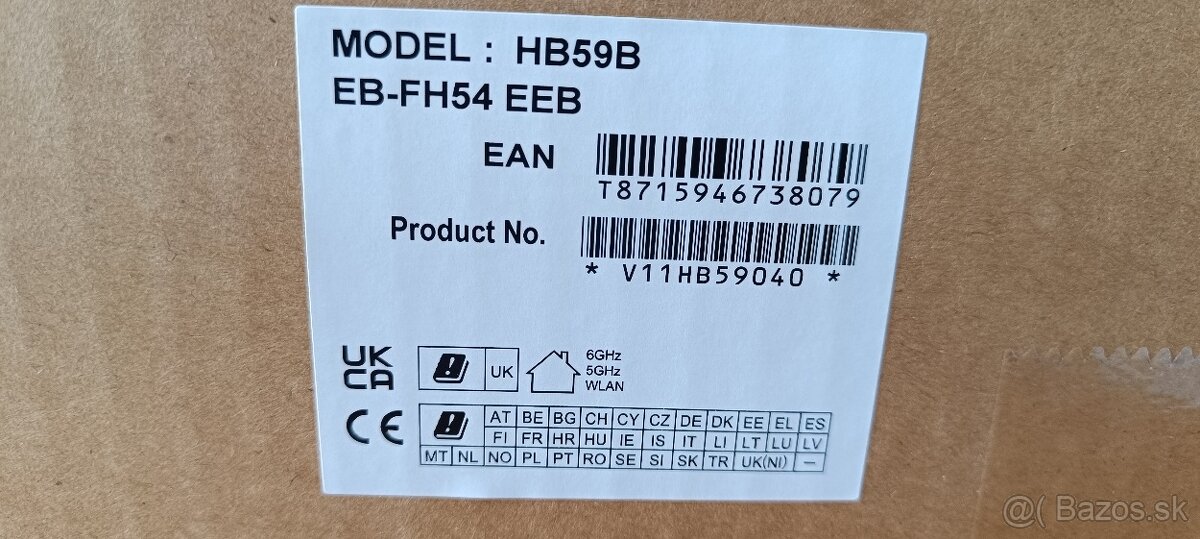 MODEL : HB59B
EB-FH54 EEB
EAN
T8715946738079
Product No.
* V11HB59040 *
UK
CA
UK
6GHz
5GHz
WLAN
CE
AT BE BG CH CY CZ DE DK EE EL ES
FI FR HR HU IE IS IT LI LT LU LV
MT NL NO PL PT RO SE SI SK TR UK(NI) —
@( Bazos.sk